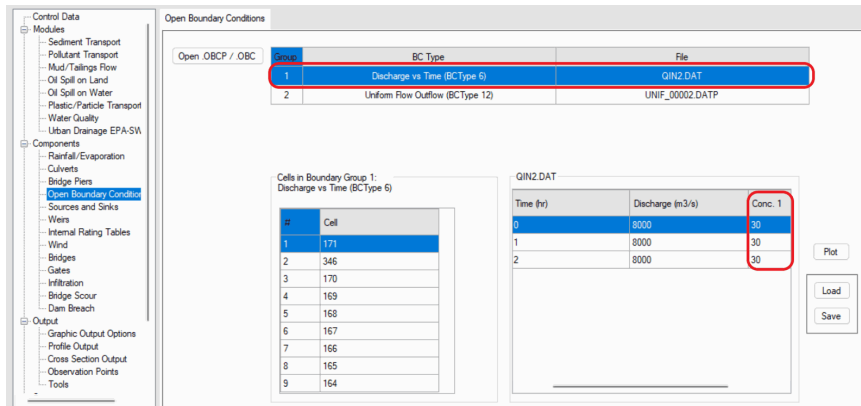 Control Data
Modules
Sediment Transport
Pollutant Transport
Mud/Tailings Flow
Oil Spill on Land
Oil Spill on Water
Plastic/Particle Transport
Water Quality
Urban Drainage EPA-SW
Components
Rainfall/Evaporation
Culverts
Bridge Piers
Open Boundary Condition
Sources and Sinks
Weirs
Internal Rating Tables
Wind
Bridges
Gates
Infiltration
Bridge Scour
Dam Breach
Output
Graphic Output Options
Profile Output
Cross Section Output
Observation Points
Tools
Open Boundary Conditions
Open .OBCP / .OBC
Group BC Type File
1 Discharge vs Time (BCType 6) QIN2.DAT
2 Uniform Flow Outflow (BCType 12) UNIF_00002.DATP
Cells in Boundary Group 1:
Discharge vs Time (BCType 6)
# Cell
1 171
2 346
3 170
4 169
5 168
6 167
7 166
8 165
9 164
QIN2.DAT
Time (hr) Discharge (m3/s) Conc. 1
0 8000 30
1 8000 30
2 8000 30
Plot
Load
Save